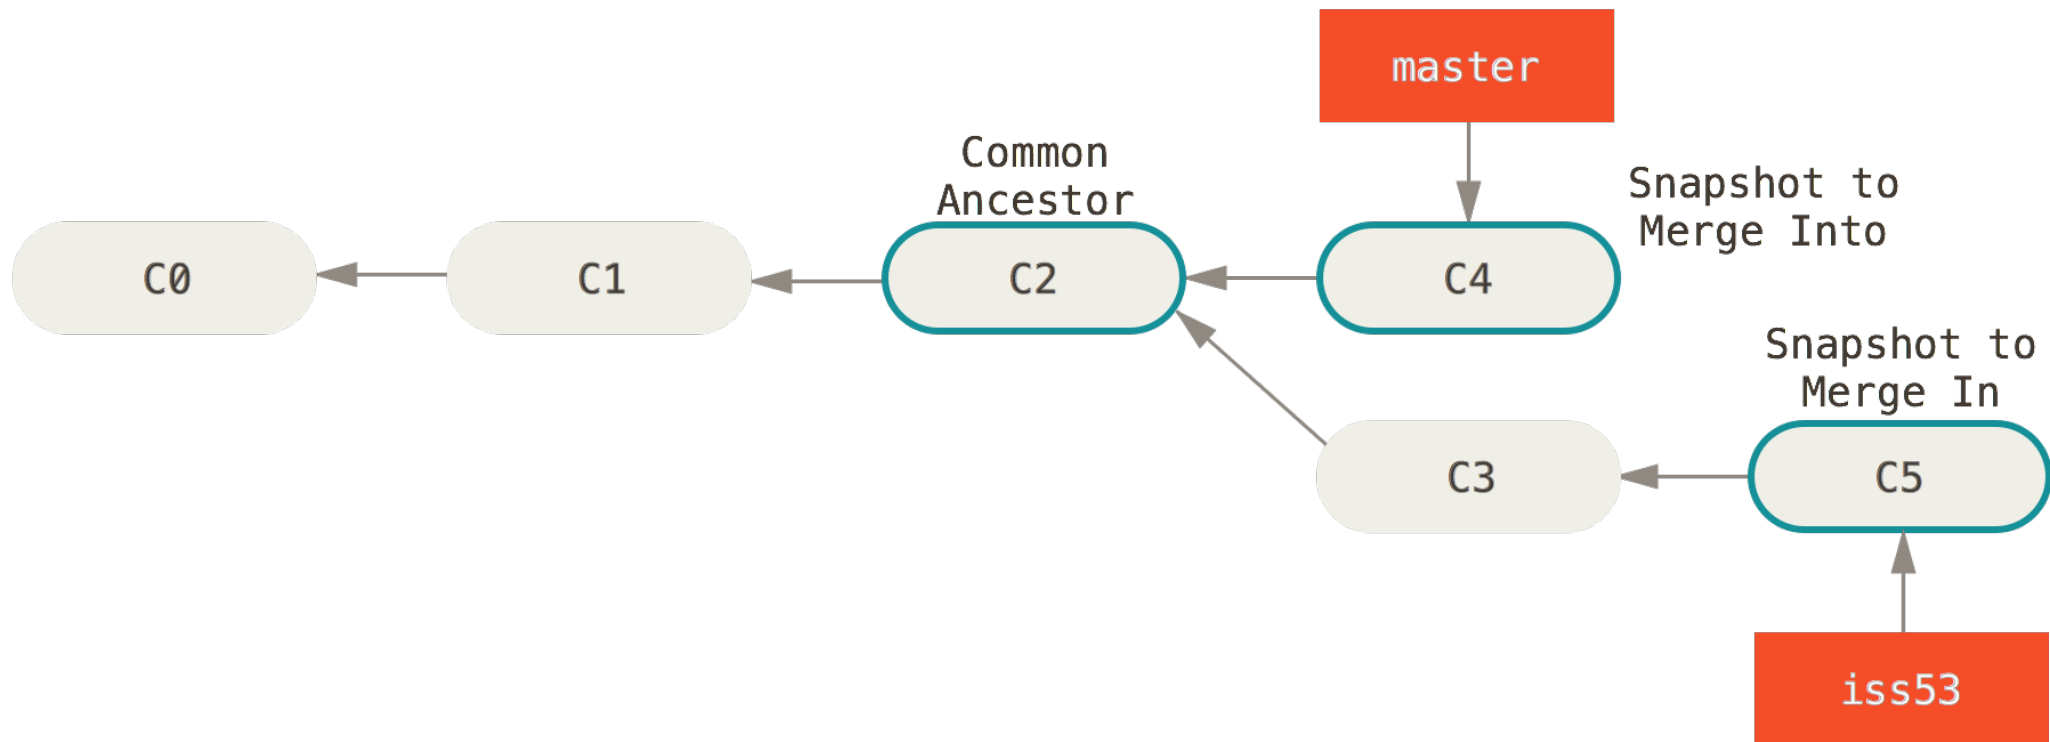 master
Common
Ancestor
Snapshot to
Merge Into
C0
C1
C2
C4
Snapshot to
Merge In
C3
C5
iss53